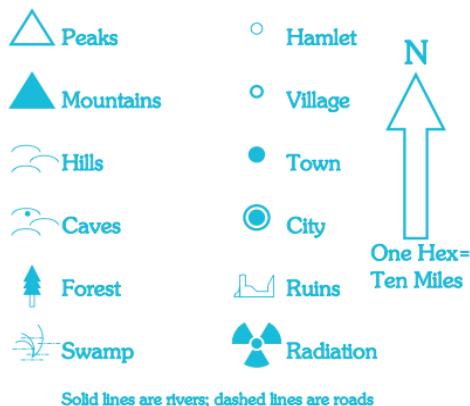 Peaks
Hamlet
N
Mountains
Village
Hills
Town
Caves
City
One Hex=
Ten Miles
Forest
Ruins
Swamp
Radiation
Solid lines are rivers; dashed lines are roads